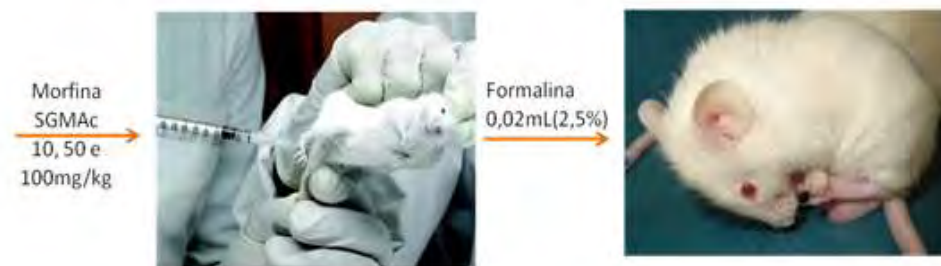 Morfina
SGMAc
10, 50 e
100mg/kg
Formalina
0,02mL(2,5%)